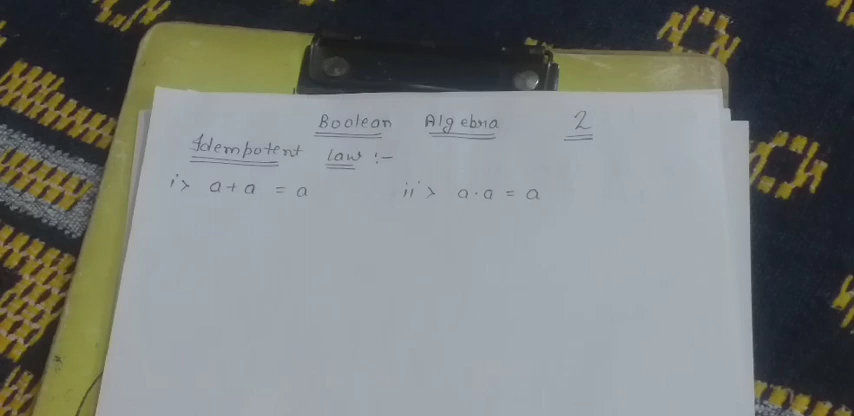 Boolean Algebra 2
Idempotent law :-
i> a + a = a ii> a · a = a